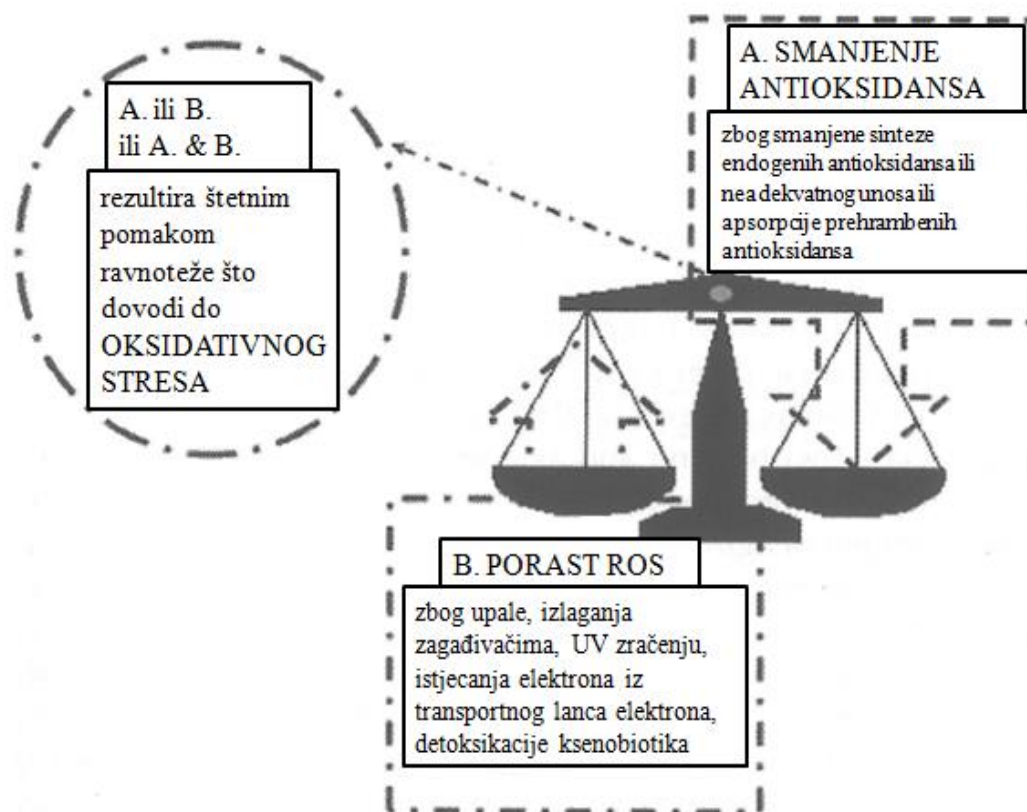 A. ili B.
ili A. & B.
rezultira štetnim
pomakom
ravnoteže što
dovodi do
OKSIDATIVNOG
STRESA
A. SMANJENJE
ANTIOKSIDANSA
zbog smanjene sinteze
endogenih antioksidansa ili
neadekvatnog unosa ili
apsorpcije prehrambenih
antioksidansa
B. PORAST ROS
zbog upale, izlaganja
zagađivačima, UV zračenju,
istjecanja elektrona iz
transportnog lanca elektrona,
detoksikacije ksenobiotika